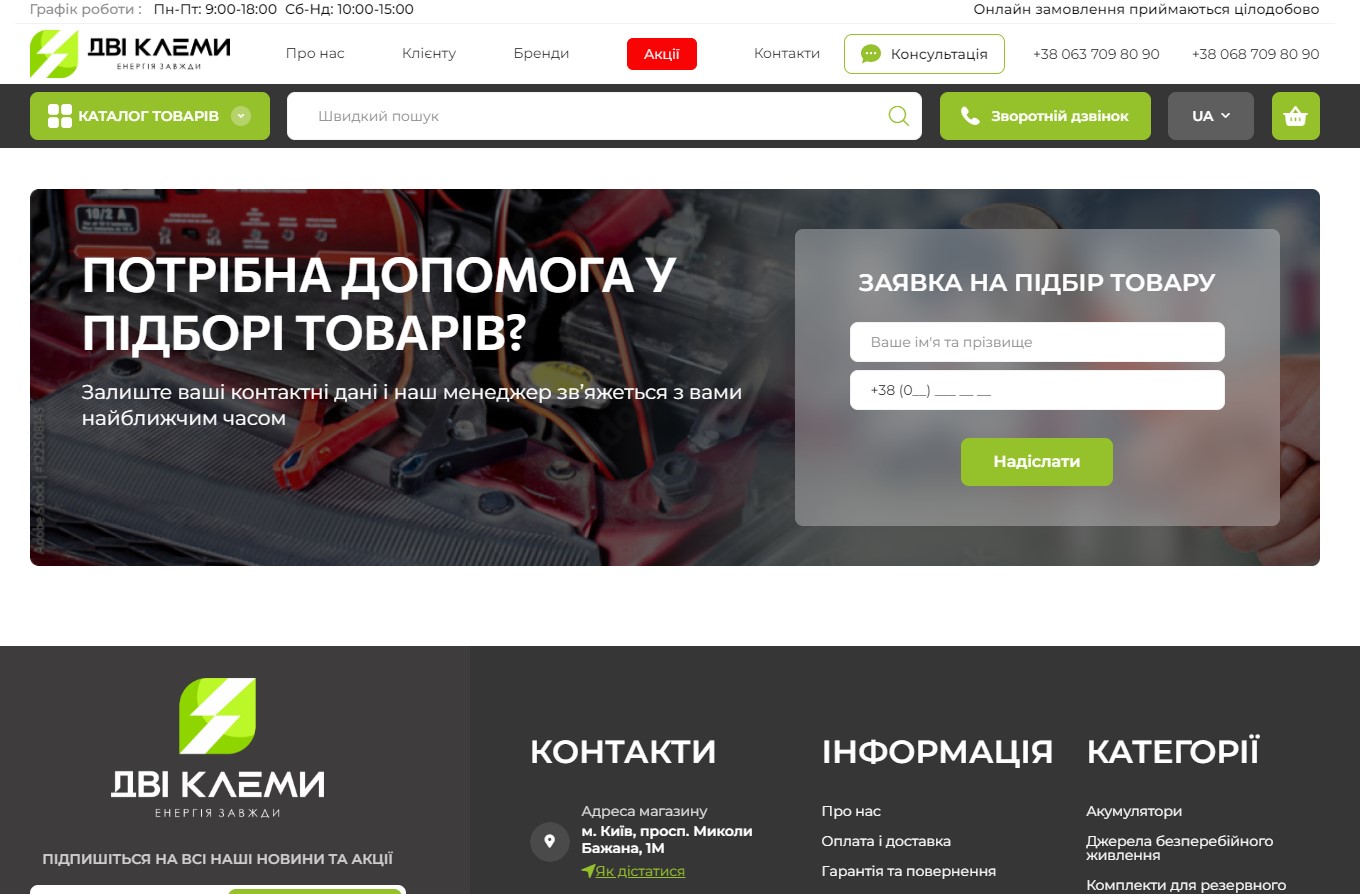 Графік роботи : Пн-Пт: 9:00-18:00 Сб-Нд: 10:00-15:00
Онлайн замовлення приймаються цілодобово
ДВІ КЛЕМИ
ЕНЕРГІЯ ЗАВЖДИ
Про нас
Клієнту
Бренди
Акції
Контакти
Консультація
+38 063 709 80 90
+38 068 709 80 90
КАТАЛОГ ТОВАРІВ
Швидкий пошук
Зворотній дзвінок
UA
10/2 A
ПОТРІБНА ДОПОМОГА У
ПІДБОРІ ТОВАРІВ?
Залиште ваші контактні дані і наш менеджер зв’яжеться з вами
найближчим часом
Adobe Stock
ЗАЯВКА НА ПІДБІР ТОВАРУ
Ваше ім'я та прізвище
+38 (0__) ___ __ __
Надіслати
ДВІ КЛЕМИ
ЕНЕРГІЯ ЗАВЖДИ
ПІДПИШІТЬСЯ НА ВСІ НАШІ НОВИНИ ТА АКЦІЇ
КОНТАКТИ
Адреса магазину
м. Київ, просп. Миколи
Бажана, 1М
Як дістатися
ІНФОРМАЦІЯ
Про нас
Оплата і доставка
Гарантія та повернення
КАТЕГОРІЇ
Акумулятори
Джерела безперебійного
живлення
Комплекти для резервного